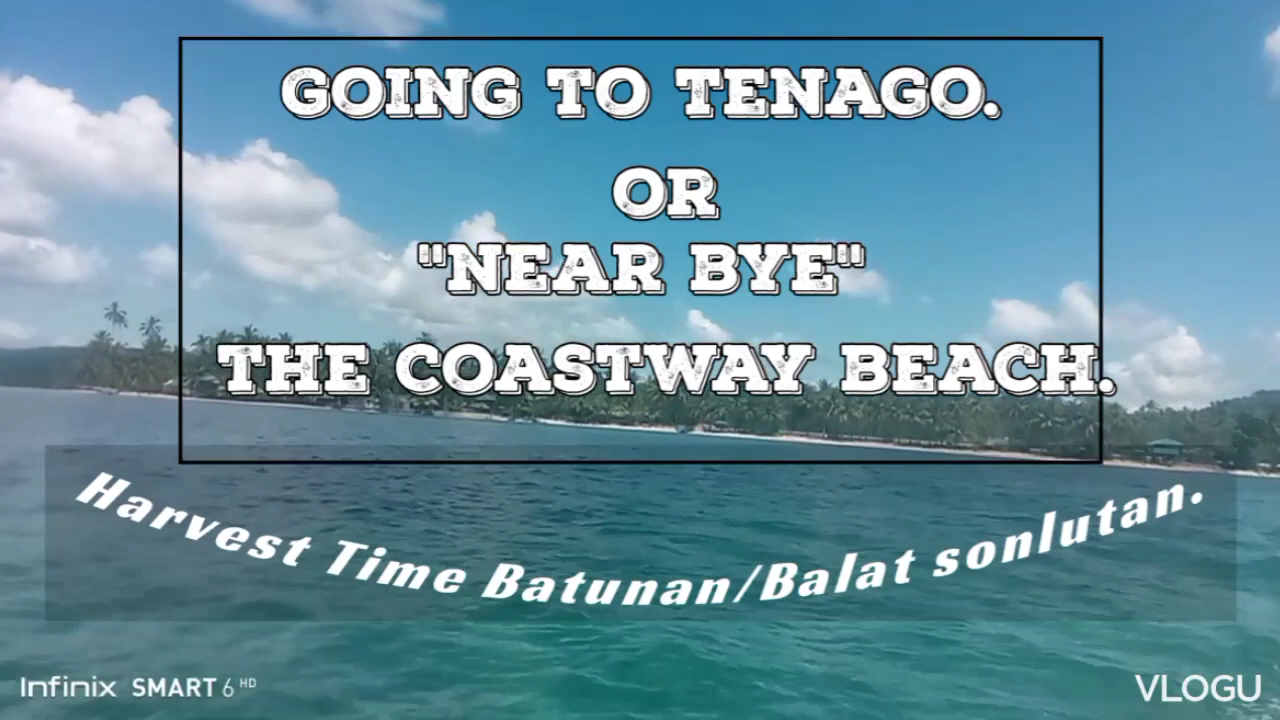 GOING TO TENAGO.
OR
"NEAR BYE"
THE COASTWAY BEACH.
Harvest Time Batunan/Balat sonlutan.
Infinix SMART 6 HD
VLOGU